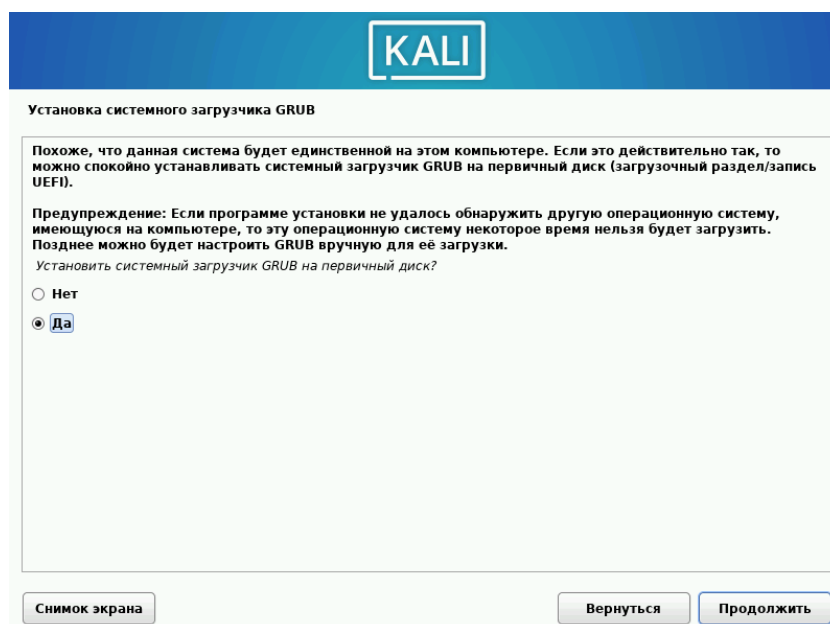 KALI
Установка системного загрузчика GRUB
Похоже, что данная система будет единственной на этом компьютере. Если это действительно так, то
можно спокойно устанавливать системный загрузчик GRUB на первичный диск (загрузочный раздел/запись
UEFI).
Предупреждение: Если программе установки не удалось обнаружить другую операционную систему,
имеющуюся на компьютере, то эту операционную систему некоторое время нельзя будет загрузить.
Позднее можно будет настроить GRUB вручную для её загрузки.
Установить системный загрузчик GRUB на первичный диск?
Нет
Да
Снимок экрана Вернуться Продолжить